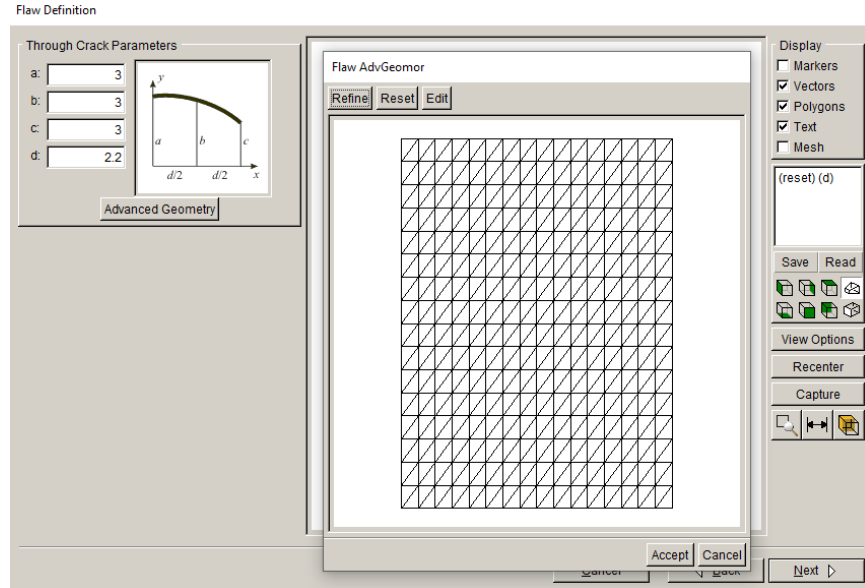 Flaw Definition
Through Crack Parameters
a: 3
b: 3
c: 3
d: 2.2
y
a
b
c
d/2
d/2
x
Advanced Geometry
Flaw AdvGeomor
Refine
Reset
Edit
Accept
Cancel
Display
Markers
Vectors
Polygons
Text
Mesh
(reset) (d)
Save
Read
View Options
Recenter
Capture
Cancel
Back
Next